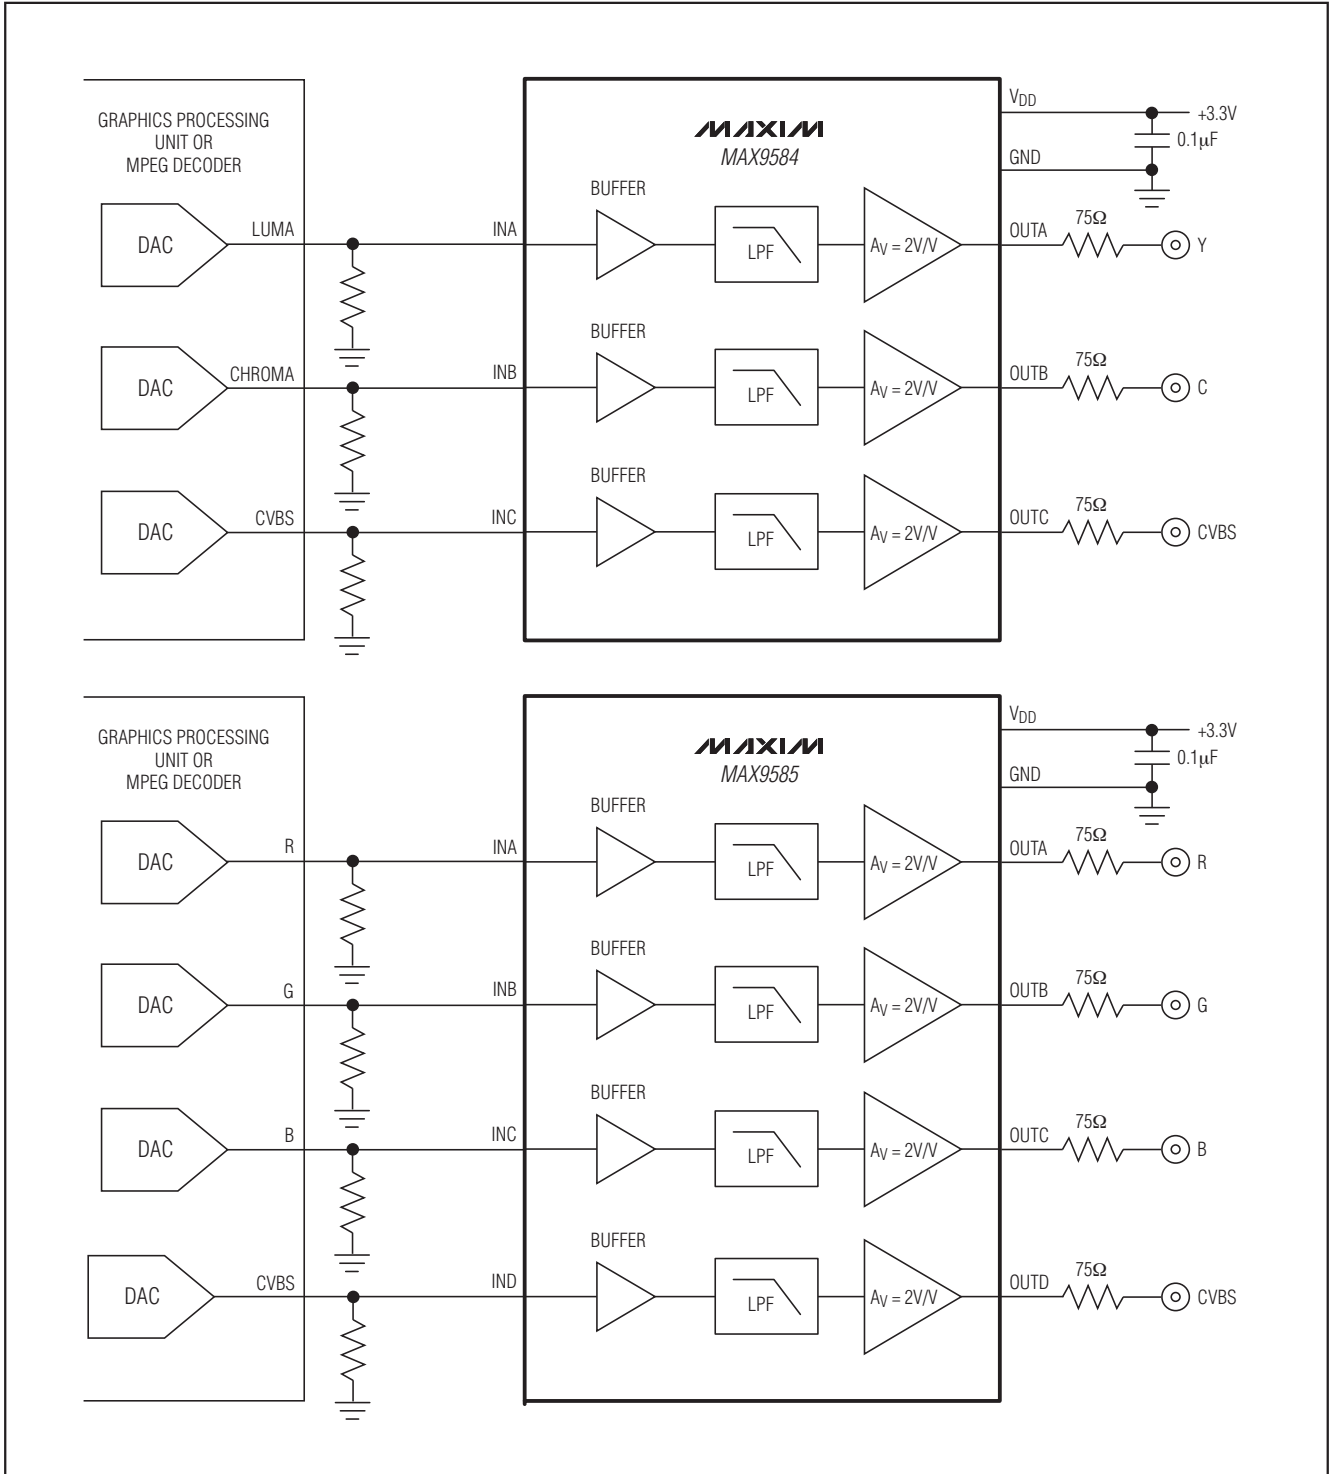 GRAPHICS PROCESSING
UNIT OR
MPEG DECODER
MAXIM
MAX9584
VDD
+3.3V
0.1μF
GND
DAC
LUMA
INA
BUFFER
LPF
AV = 2V/V
OUTA
75Ω
Y
DAC
CHROMA
INB
BUFFER
LPF
AV = 2V/V
OUTB
75Ω
C
DAC
CVBS
INC
BUFFER
LPF
AV = 2V/V
OUTC
75Ω
CVBS
GRAPHICS PROCESSING
UNIT OR
MPEG DECODER
MAXIM
MAX9585
VDD
+3.3V
0.1μF
GND
DAC
R
INA
BUFFER
LPF
AV = 2V/V
OUTA
75Ω
R
DAC
G
INB
BUFFER
LPF
AV = 2V/V
OUTB
75Ω
G
DAC
B
INC
BUFFER
LPF
AV = 2V/V
OUTC
75Ω
B
DAC
CVBS
IND
BUFFER
LPF
AV = 2V/V
OUTD
75Ω
CVBS